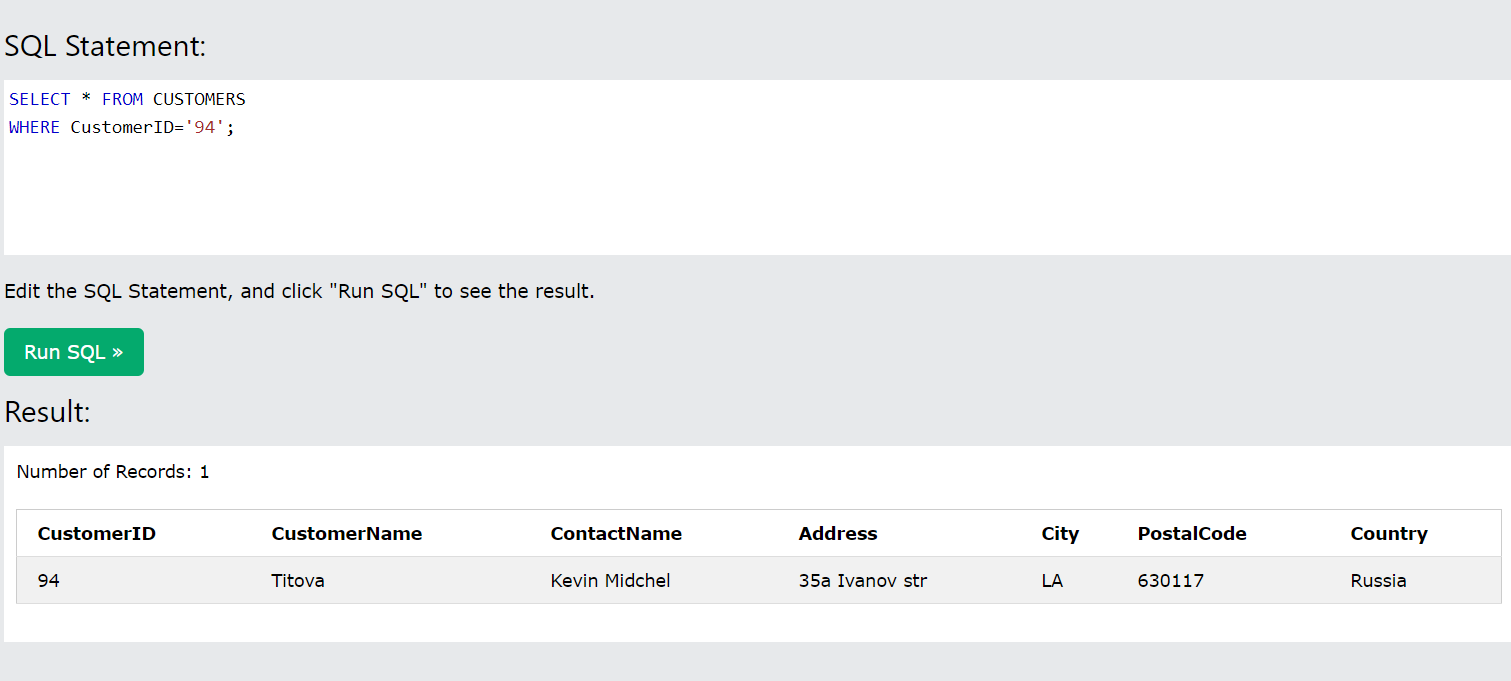 SQL Statement:
SELECT * FROM CUSTOMERS
WHERE CustomerID='94';
Edit the SQL Statement, and click "Run SQL" to see the result.
Run SQL »
Result:
Number of Records: 1
CustomerID CustomerName ContactName Address City PostalCode Country
94 Titova Kevin Midchel 35a Ivanov str LA 630117 Russia